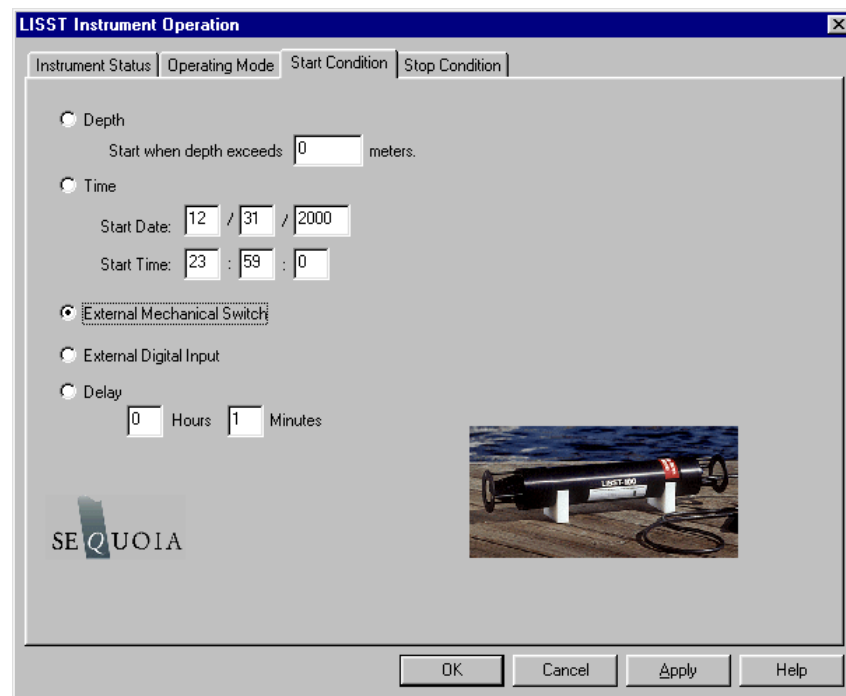 LISST Instrument Operation
Instrument Status Operating Mode Start Condition Stop Condition
Depth
Start when depth exceeds 0 meters.
Time
Start Date: 12 / 31 / 2000
Start Time: 23 : 59 : 0
External Mechanical Switch
External Digital Input
Delay
0 Hours 1 Minutes
LISST-100
SEQUOIA
OK Cancel Apply Help